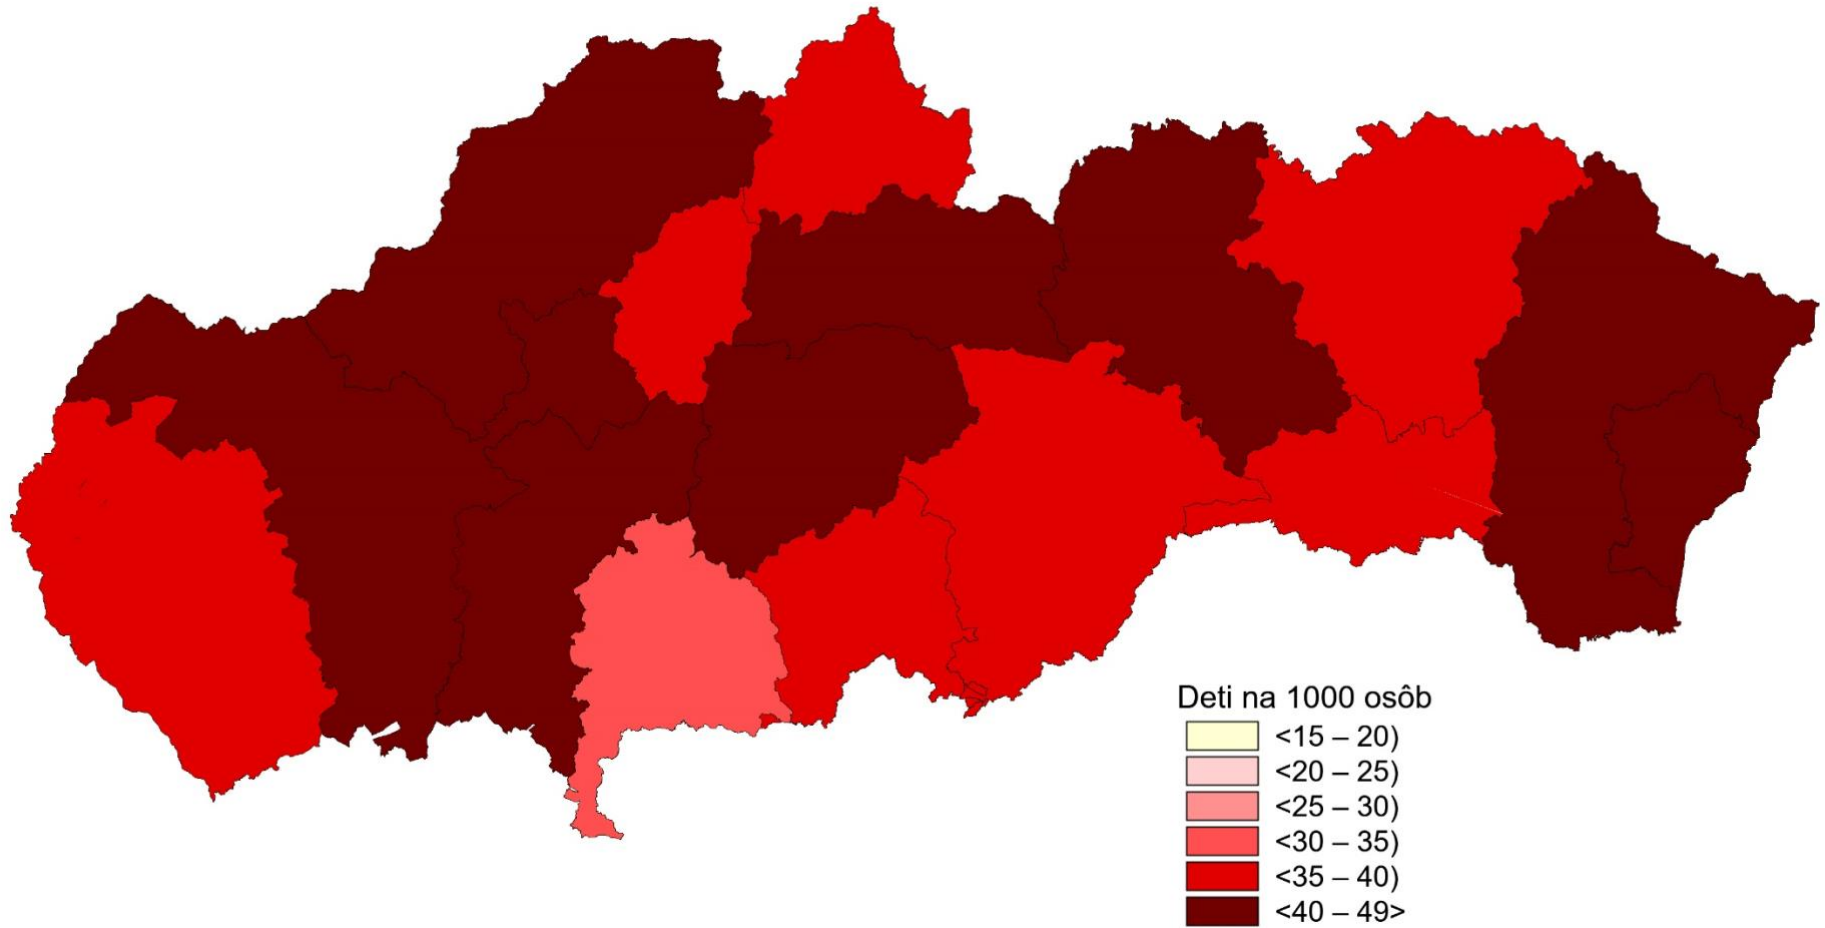 Deti na 1000 osôb
<15 – 20)
<20 – 25)
<25 – 30)
<30 – 35)
<35 – 40)
<40 – 49>